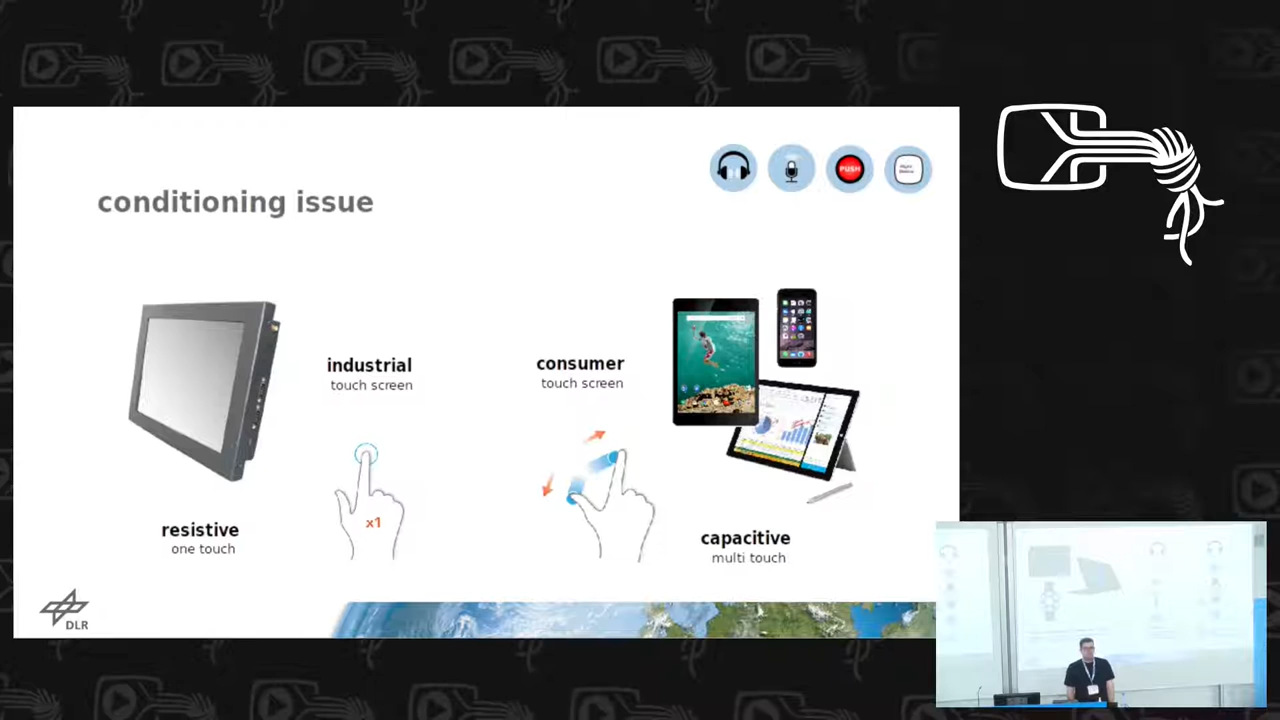 conditioning issue
PUSH
industrial
touch screen
consumer
touch screen
x1
resistive
one touch
capacitive
multi touch
DLR